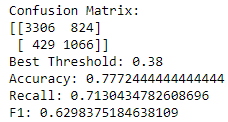 Confusion Matrix:
[[3306  824]
 [ 429 1066]]
Best Threshold: 0.38
Accuracy: 0.7772444444444444
Recall: 0.7130434782608696
F1: 0.6298375184638109